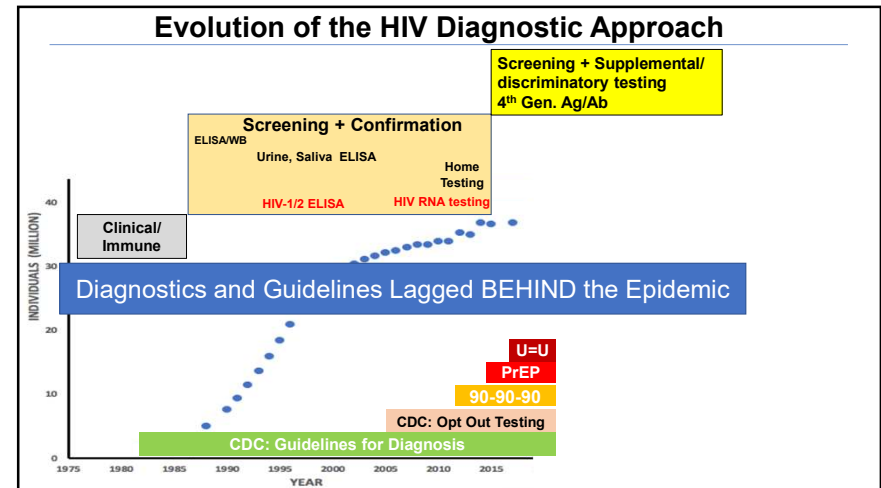 Evolution of the HIV Diagnostic Approach
Screening + Supplemental/
discriminatory testing
4th Gen. Ag/Ab
Screening + Confirmation
ELISA/WB
Urine, Saliva ELISA
Home
Testing
HIV-1/2 ELISA
HIV RNA testing
Clinical/
Immune
Diagnostics and Guidelines Lagged BEHIND the Epidemic
U=U
PrEP
90-90-90
CDC: Opt Out Testing
CDC: Guidelines for Diagnosis
INDIVIDUALS (MILLION)
40
30
20
10
0
1975 1980 1985 1990 1995 2000 2005 2010 2015
YEAR